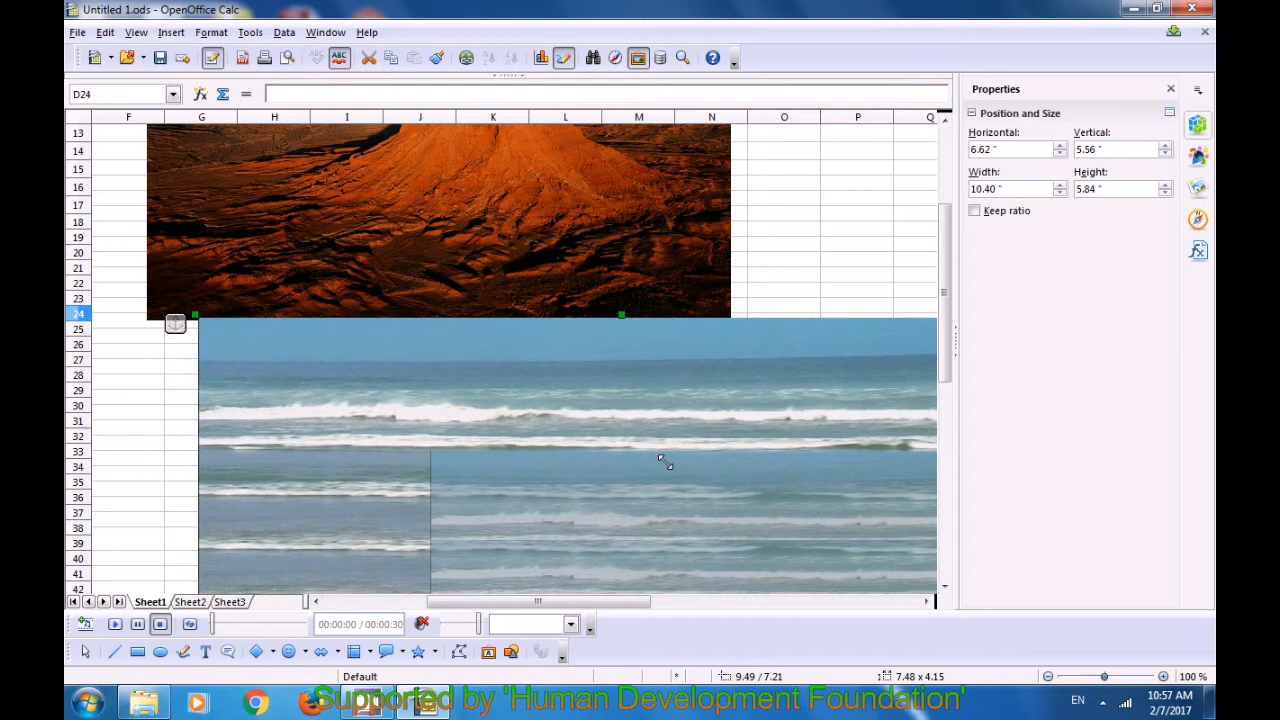 Untitled 1.ods - OpenOffice Calc
File Edit View Insert Format Tools Data Window Help
D24
Properties
F G H I J K L M N O P Q
Position and Size
Horizontal: Vertical:
6.62 " 5.56 "
Width: Height:
10.40 " 5.84 "
Keep ratio
13
14
15
16
17
18
19
20
21
22
23
24
25
26
27
28
29
30
31
32
33
34
35
36
37
38
39
40
41
42
Sheet1 Sheet2 Sheet3
00:00:00 / 00:00:30
Default * 9.49 / 7.21 7.48 x 4.15 100 %
Supported by 'Human Development Foundation'
EN 10:57 AM
2/7/2017